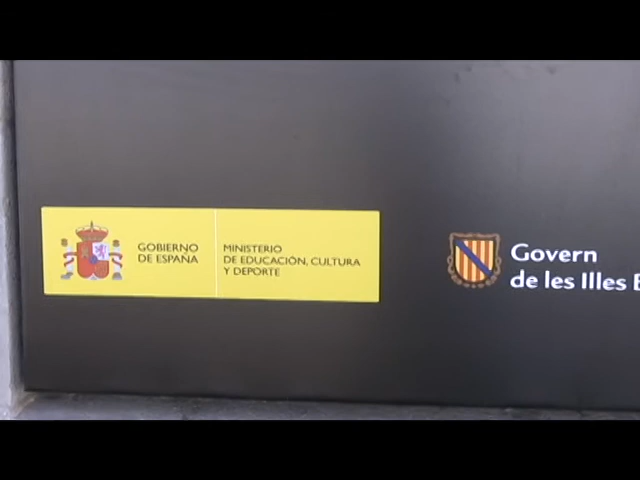 GOBIERNO
DE ESPAÑA
MINISTERIO
DE EDUCACIÓN, CULTURA
Y DEPORTE
Govern
de les Illes